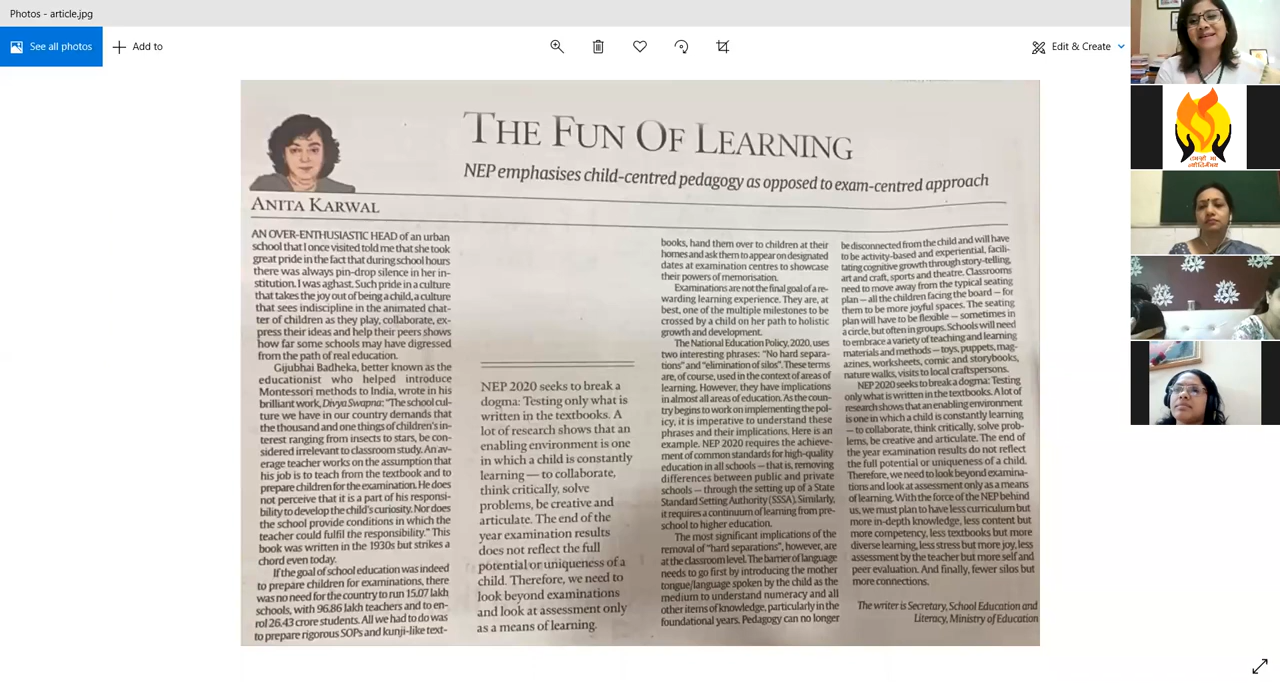 Photos - article.jpg
See all photos
Add to
Edit & Create
तमसो मा
ज्योतिर्गमय
THE FUN OF LEARNING
NEP emphasises child-centred pedagogy as opposed to exam-centred approach
ANITA KARWAL
AN OVER-ENTHUSIASTIC HEAD of an urban
school that I once visited told me that she took
great pride in the fact that during school hours
there was always pin-drop silence in her in-
stitution. I was aghast. Such pride in a culture
that takes the joy out of being a child, a culture
that sees indiscipline in the animated chat-
ter of children as they play, collaborate, ex-
press their ideas and help their peers shows
how far some schools may have digressed
from the path of real education.
Gijubhai Badheka, better known as the
educationist who helped introduce
Montessori methods to India, wrote in his
brilliant work, Divya Swapna: "The school cul-
ture we have in our country demands that
the thousand and one things of children's in-
terest ranging from insects to stars, be con-
sidered irrelevant to classroom study. An av-
erage teacher works on the assumption that
his job is to teach from the textbook and to
prepare children for the examination. He does
not perceive that it is a part of his responsi-
bility to develop the child's curiosity. Nor does
the school provide conditions in which the
teacher could fulfil the responsibility." This
book was written in the 1930s but strikes a
chord even today.
If the goal of school education was indeed
to prepare children for examinations, there
was no need for the country to run 15.07 lakh
schools, with 96.86 lakh teachers and to en-
rol 26.43 crore students. All we had to do was
to prepare rigorous SOPs and kunji-like text-
NEP 2020 seeks to break a
dogma: Testing only what is
written in the textbooks. A
lot of research shows that an
enabling environment is one
in which a child is constantly
learning — to collaborate,
think critically, solve
problems, be creative and
articulate. The end of the
year examination results
does not reflect the full
potential or uniqueness of a
child. Therefore, we need to
look beyond examinations
and look at assessment only
as a means of learning.
books, hand them over to children at their
homes and ask them to appear on designated
dates at examination centres to showcase
their powers of memorisation.
Examinations are not the final goal of a re-
warding learning experience. They are, at
best, one of the multiple milestones to be
crossed by a child on her path to holistic
growth and development.
The National Education Policy, 2020, uses
two interesting phrases: "No hard separa-
tions" and "elimination of silos". These terms
are, of course, used in the context of areas of
learning. However, they have implications
in almost all areas of education. As the coun-
try begins to work on implementing the pol-
icy, it is imperative to understand these
phrases and their implications. Here is an
example. NEP 2020 requires the achieve-
ment of common standards for high-quality
education in all schools — that is, removing
differences between public and private
schools — through the setting up of a State
Standard Setting Authority (SSSA). Similarly,
it requires a continuum of learning from pre-
school to higher education.
The most significant implications of the
removal of "hard separations", however, are
at the classroom level. The barrier of language
needs to go first by introducing the mother
tongue/language spoken by the child as the
medium to understand numeracy and all
other items of knowledge, particularly in the
foundational years. Pedagogy can no longer
be disconnected from the child and will have
to be activity-based and experiential, facili-
tating cognitive growth through story-telling,
art and craft, sports and theatre. Classrooms
need to move away from the typical seating
plan — all the children facing the board — for
them to be more joyful spaces. The seating
plan will have to be flexible — sometimes in
a circle, but often in groups. Schools will need
to embrace a variety of teaching and learning
materials and methods — toys, puppets, mag-
azines, worksheets, comic and storybooks,
nature walks, visits to local craftspersons.
NEP 2020 seeks to break a dogma: Testing
only what is written in the textbooks. A lot of
research shows that an enabling environment
is one in which a child is constantly learning
— to collaborate, think critically, solve prob-
lems, be creative and articulate. The end of
the year examination results do not reflect
the full potential or uniqueness of a child.
Therefore, we need to look beyond examina-
tions and look at assessment only as a means
of learning. With the force of the NEP behind
us, we must plan to have less curriculum but
more in-depth knowledge, less content but
more competency, less textbooks but more
diverse learning, less stress but more joy, less
assessment by the teacher but more self and
peer evaluation. And finally, fewer silos but
more connections.
The writer is Secretary, School Education and
Literacy, Ministry of Education